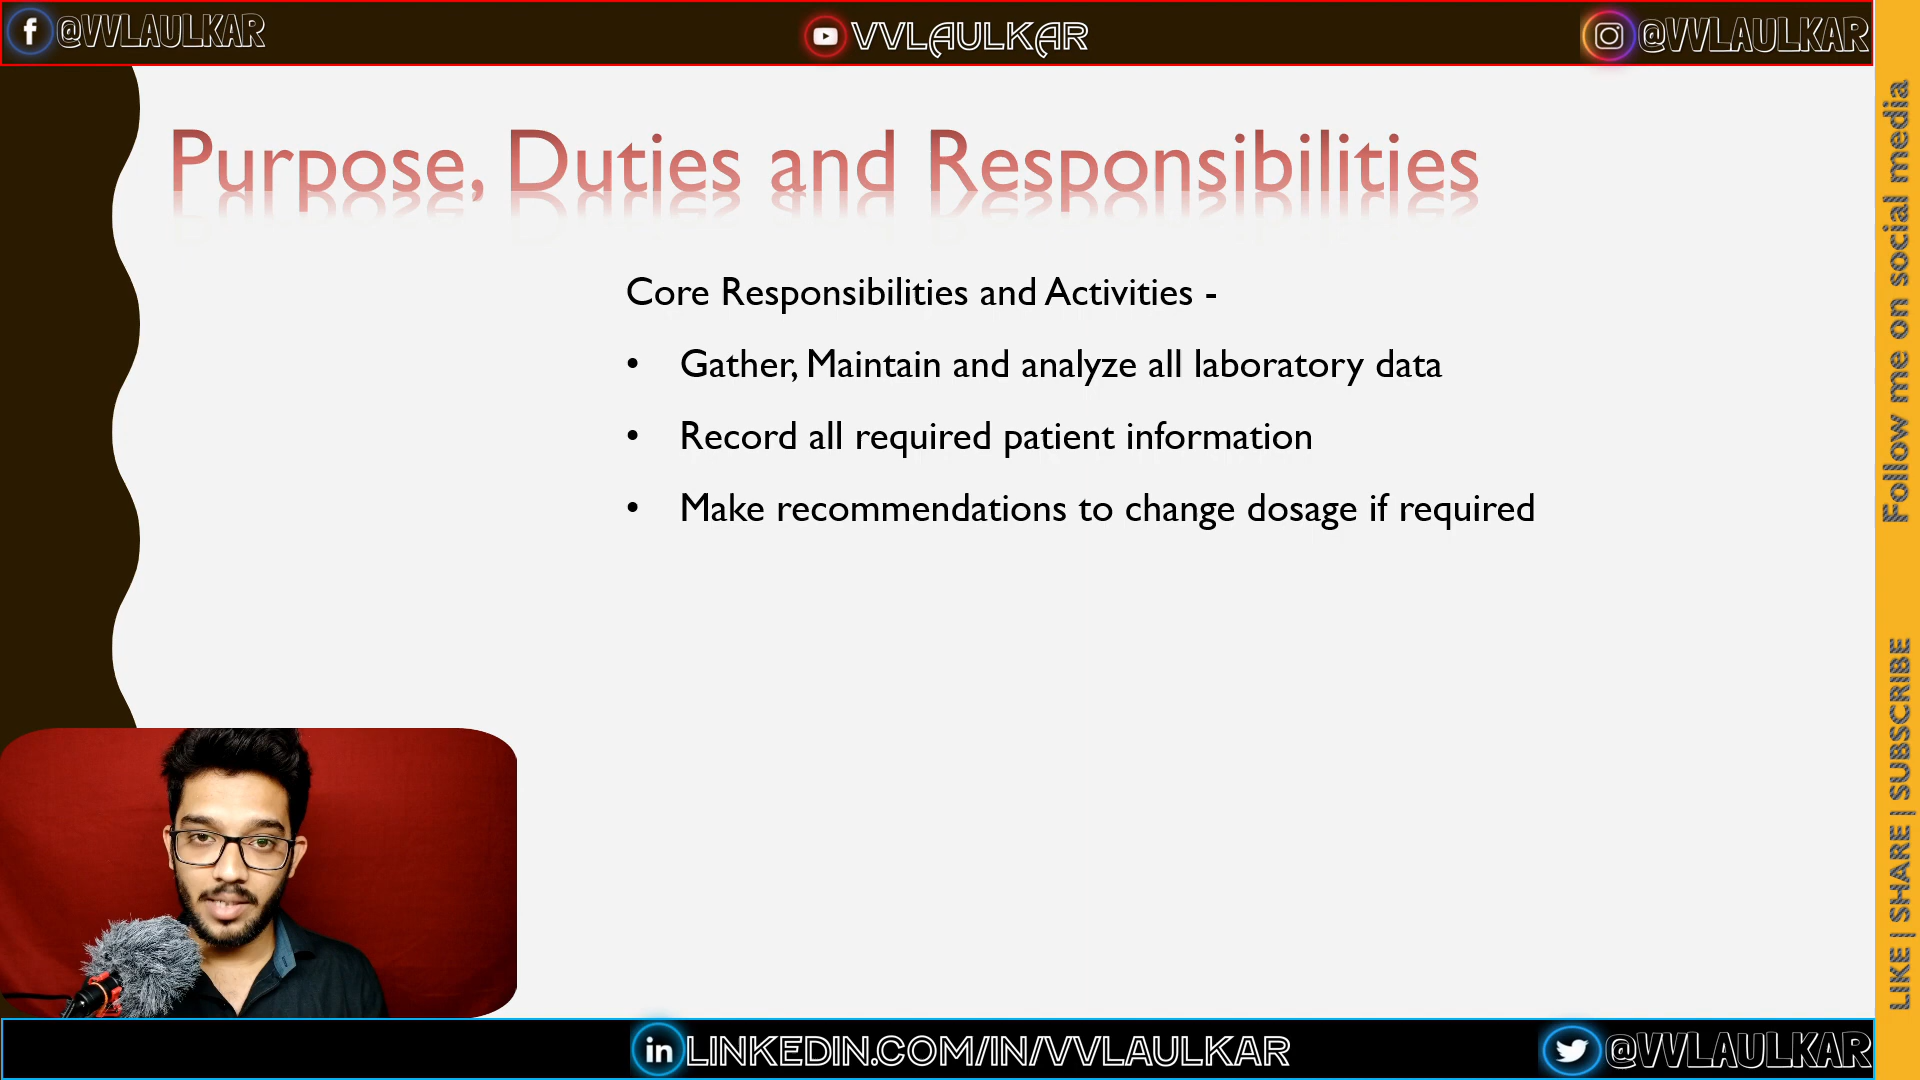 @VVLAULKAR
VVLAULKAR
@VVLAULKAR
Purpose, Duties and Responsibilities
Core Responsibilities and Activities -
• Gather, Maintain and analyze all laboratory data
• Record all required patient information
• Make recommendations to change dosage if required
Follow me on social media
LIKE | SHARE | SUBSCRIBE
LINKEDIN.COM/IN/VVLAULKAR
@VVLAULKAR